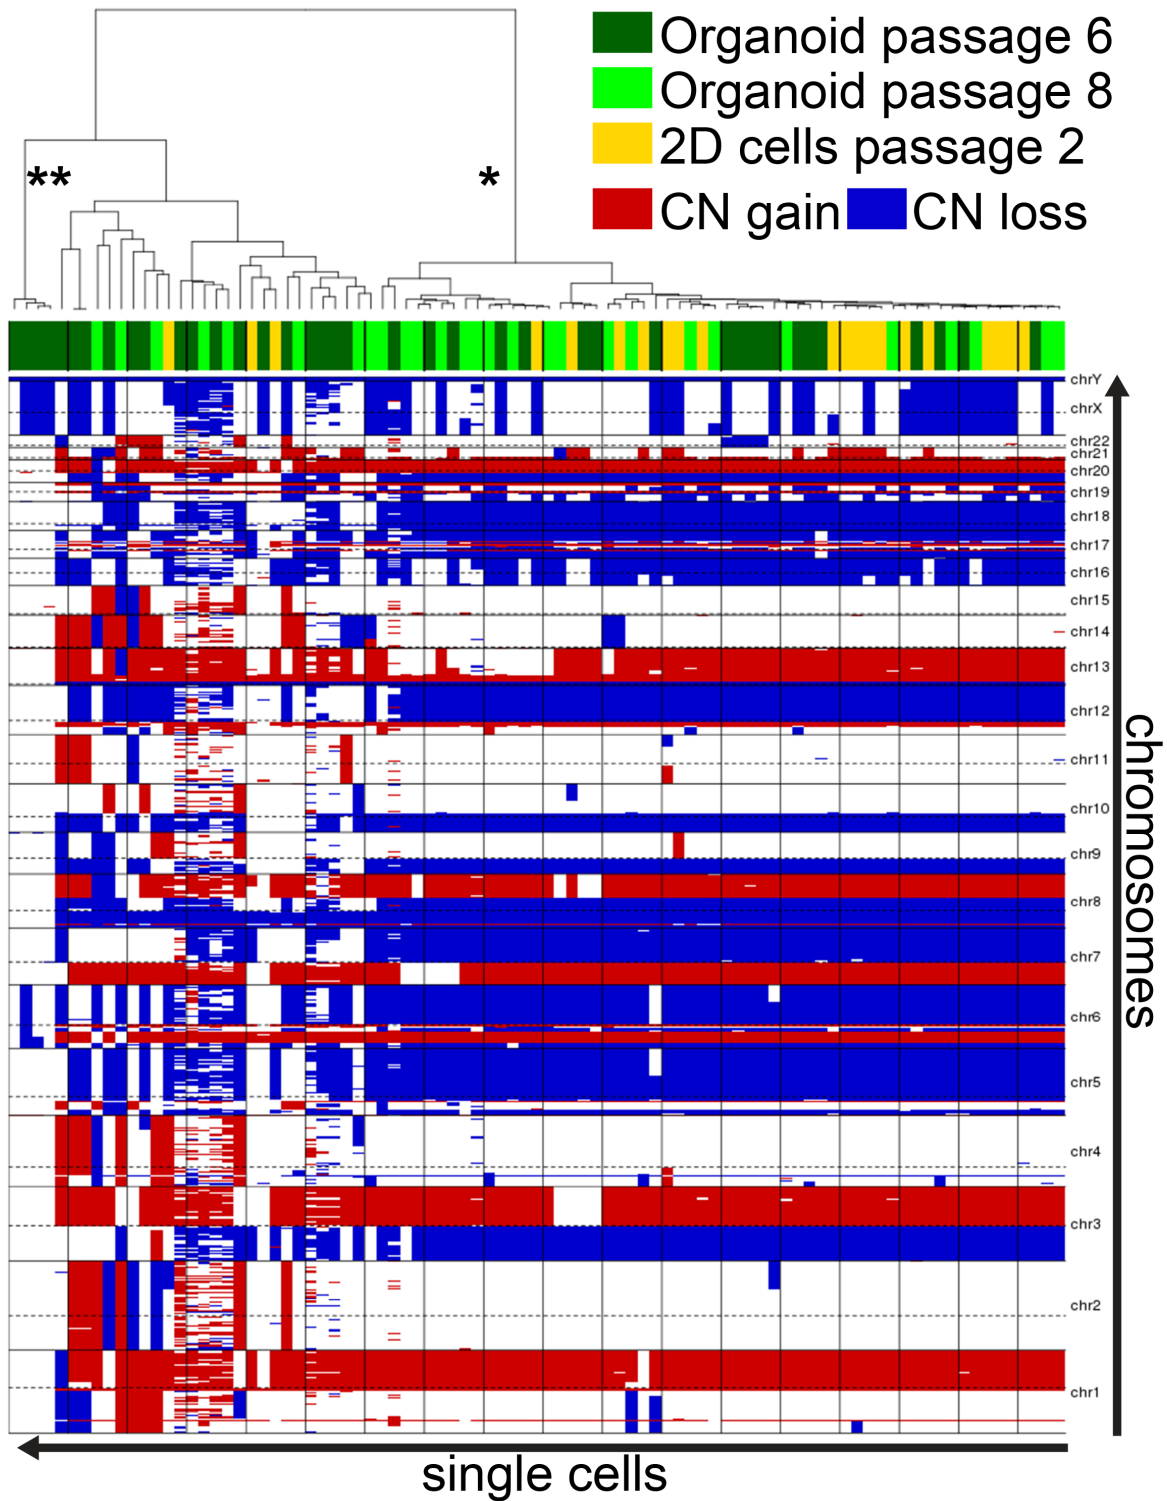 Organoid passage 6
Organoid passage 8
2D cells passage 2
CN gain CN loss
** *
chrY
chrX
chr22
chr21
chr20
chr19
chr18
chr17
chr16
chr15
chr14
chr13
chr12
chr11
chr10
chr9
chr8
chr7
chr6
chr5
chr4
chr3
chr2
chr1
chromosomes
single cells